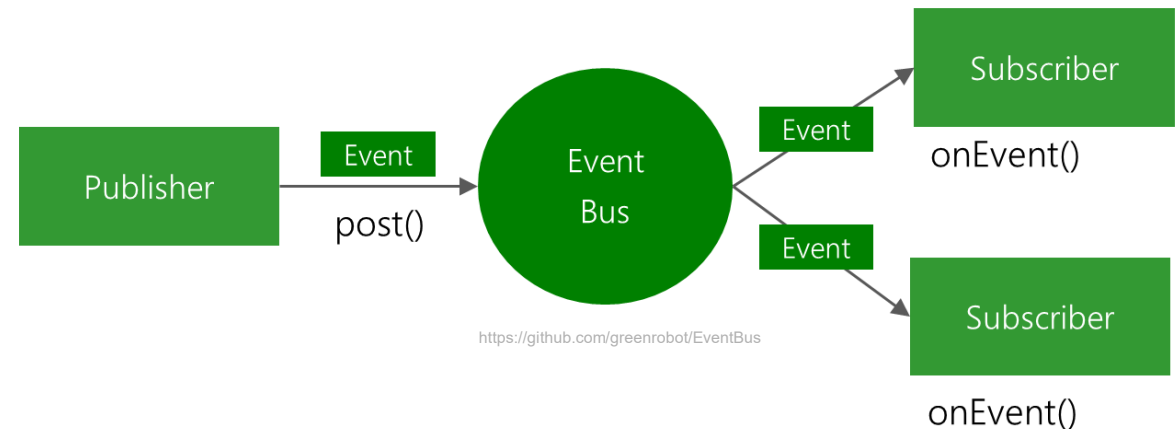 Publisher
Event
post()
Event
Bus
https://github.com/greenrobot/EventBus
Event
Subscriber
onEvent()
Event
Subscriber
onEvent()